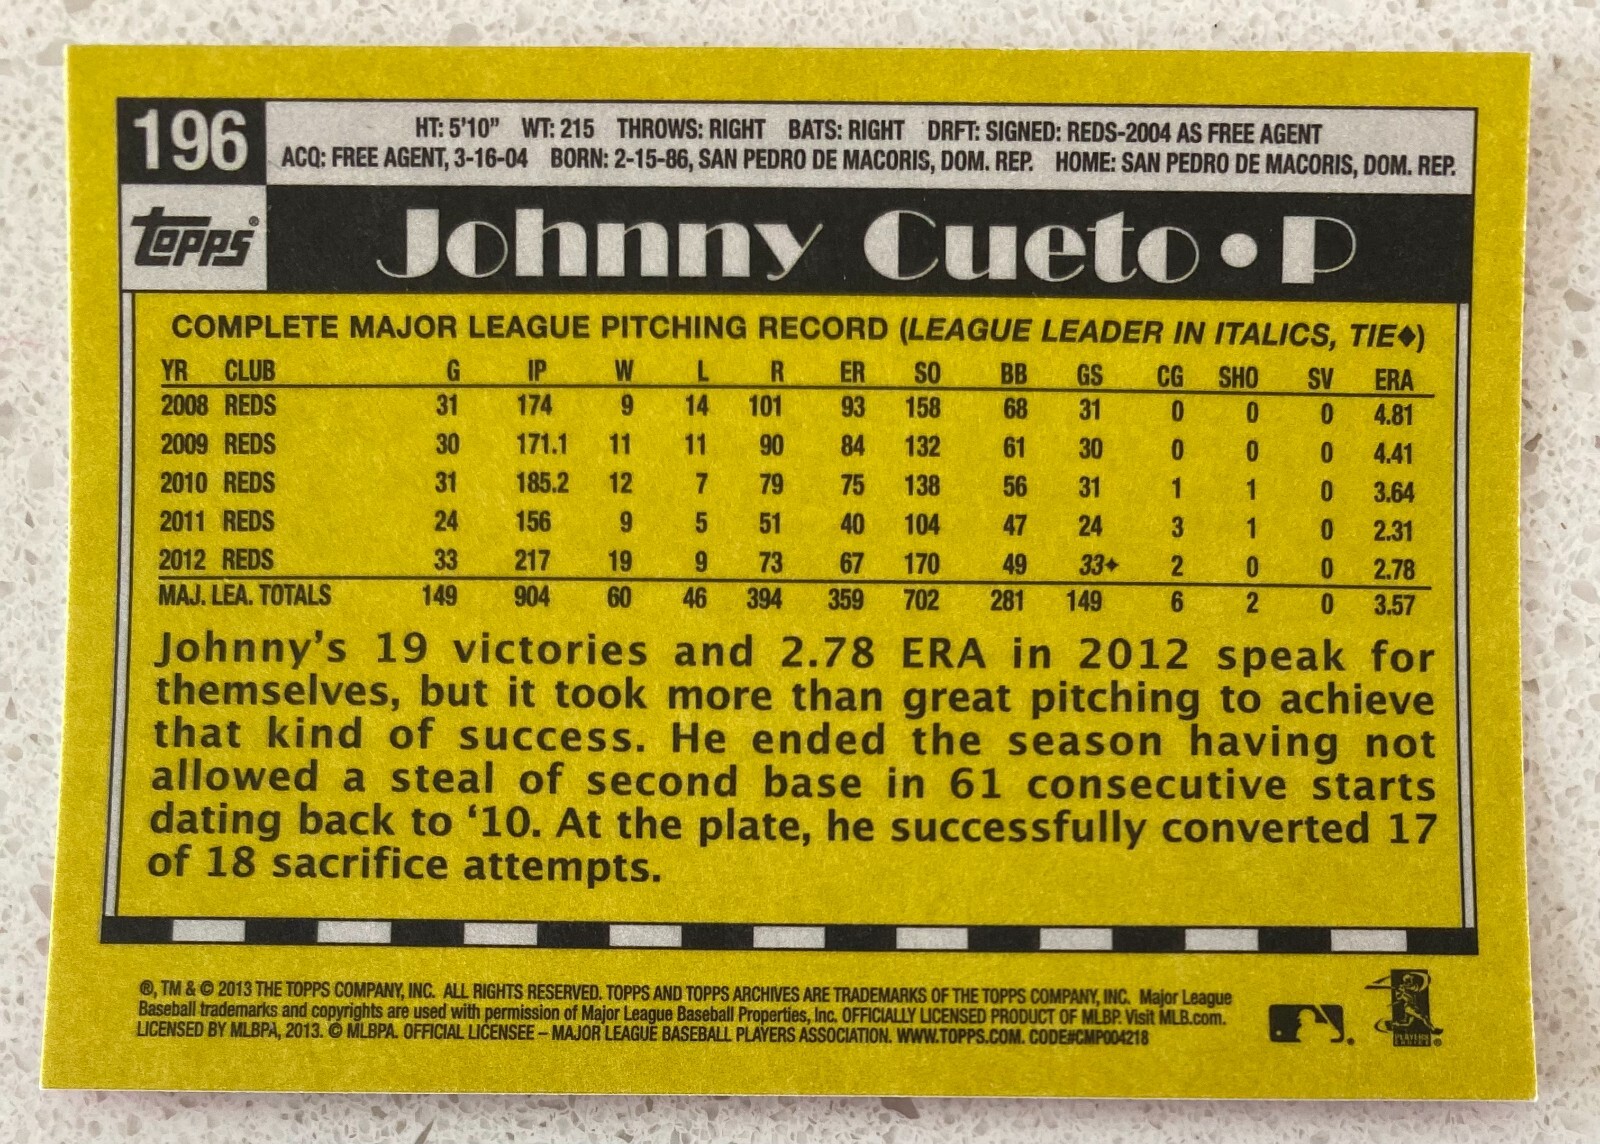 196
HT: 5'10" WT: 215 THROWS: RIGHT BATS: RIGHT DRFT: SIGNED: REDS-2004 AS FREE AGENT
ACQ: FREE AGENT, 3-16-04 BORN: 2-15-86, SAN PEDRO DE MACORIS, DOM. REP. HOME: SAN PEDRO DE MACORIS, DOM. REP.
Topps®
Johnny Cueto • P
COMPLETE MAJOR LEAGUE PITCHING RECORD (LEAGUE LEADER IN ITALICS, TIE♦)
YR CLUB G IP W L R ER SO BB GS CG SHO SV ERA
2008 REDS 31 174 9 14 101 93 158 68 31 0 0 0 4.81
2009 REDS 30 171.1 11 11 90 84 132 61 30 0 0 0 4.41
2010 REDS 31 185.2 12 7 79 75 138 56 31 1 1 0 3.64
2011 REDS 24 156 9 5 51 40 104 47 24 3 1 0 2.31
2012 REDS 33 217 19 9 73 67 170 49 33♦ 2 0 0 2.78
MAJ. LEA. TOTALS 149 904 60 46 394 359 702 281 149 6 2 0 3.57
Johnny's 19 victories and 2.78 ERA in 2012 speak for
themselves, but it took more than great pitching to achieve
that kind of success. He ended the season having not
allowed a steal of second base in 61 consecutive starts
dating back to '10. At the plate, he successfully converted 17
of 18 sacrifice attempts.
®, TM & © 2013 THE TOPPS COMPANY, INC. ALL RIGHTS RESERVED. TOPPS AND TOPPS ARCHIVES ARE TRADEMARKS OF THE TOPPS COMPANY, INC. Major League
Baseball trademarks and copyrights are used with permission of Major League Baseball Properties, Inc. OFFICIALLY LICENSED PRODUCT OF MLBP. Visit MLB.com.
LICENSED BY MLBPA, 2013. © MLBPA. OFFICIAL LICENSEE – MAJOR LEAGUE BASEBALL PLAYERS ASSOCIATION. WWW.TOPPS.COM. CODE#CMP004218